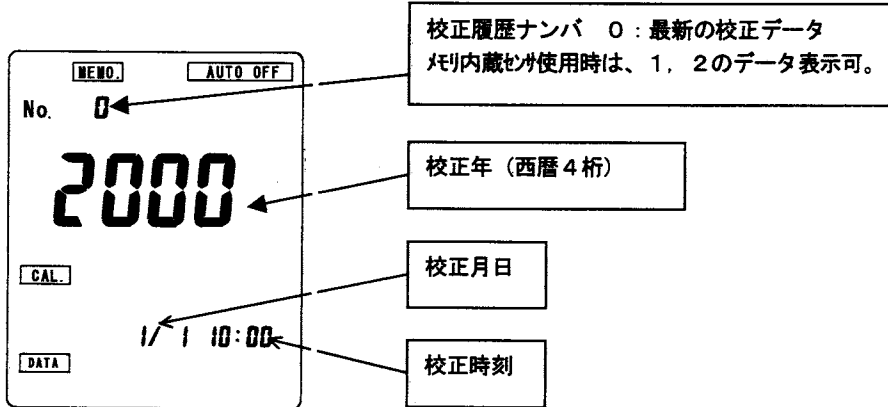 MEMO. AUTO OFF
No. 0
2000
CAL.
1/ 1 10:00
DATA
校正履歴ナンバ 0：最新の校正データ
ﾒﾓﾘ内蔵ｾﾝｻ使用時は、1, 2のデータ表示可。
校正年（西暦4桁）
校正月日
校正時刻